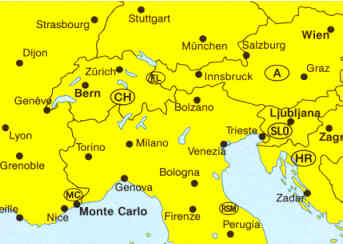 Stuttgart
Strasbourg
Wien
München
Salzburg
Dijon
Zürich
FL
Innsbruck
A
Graz
Bern
CH
Genève
Bolzano
Ljubljana
Lyon
Trieste
SLO
Zagr
Torino
Milano
Venezia
Grenoble
HR
Bologna
Genova
MC
Zadar
eille
Nice
Monte Carlo
Firenze
RSM
Perugia